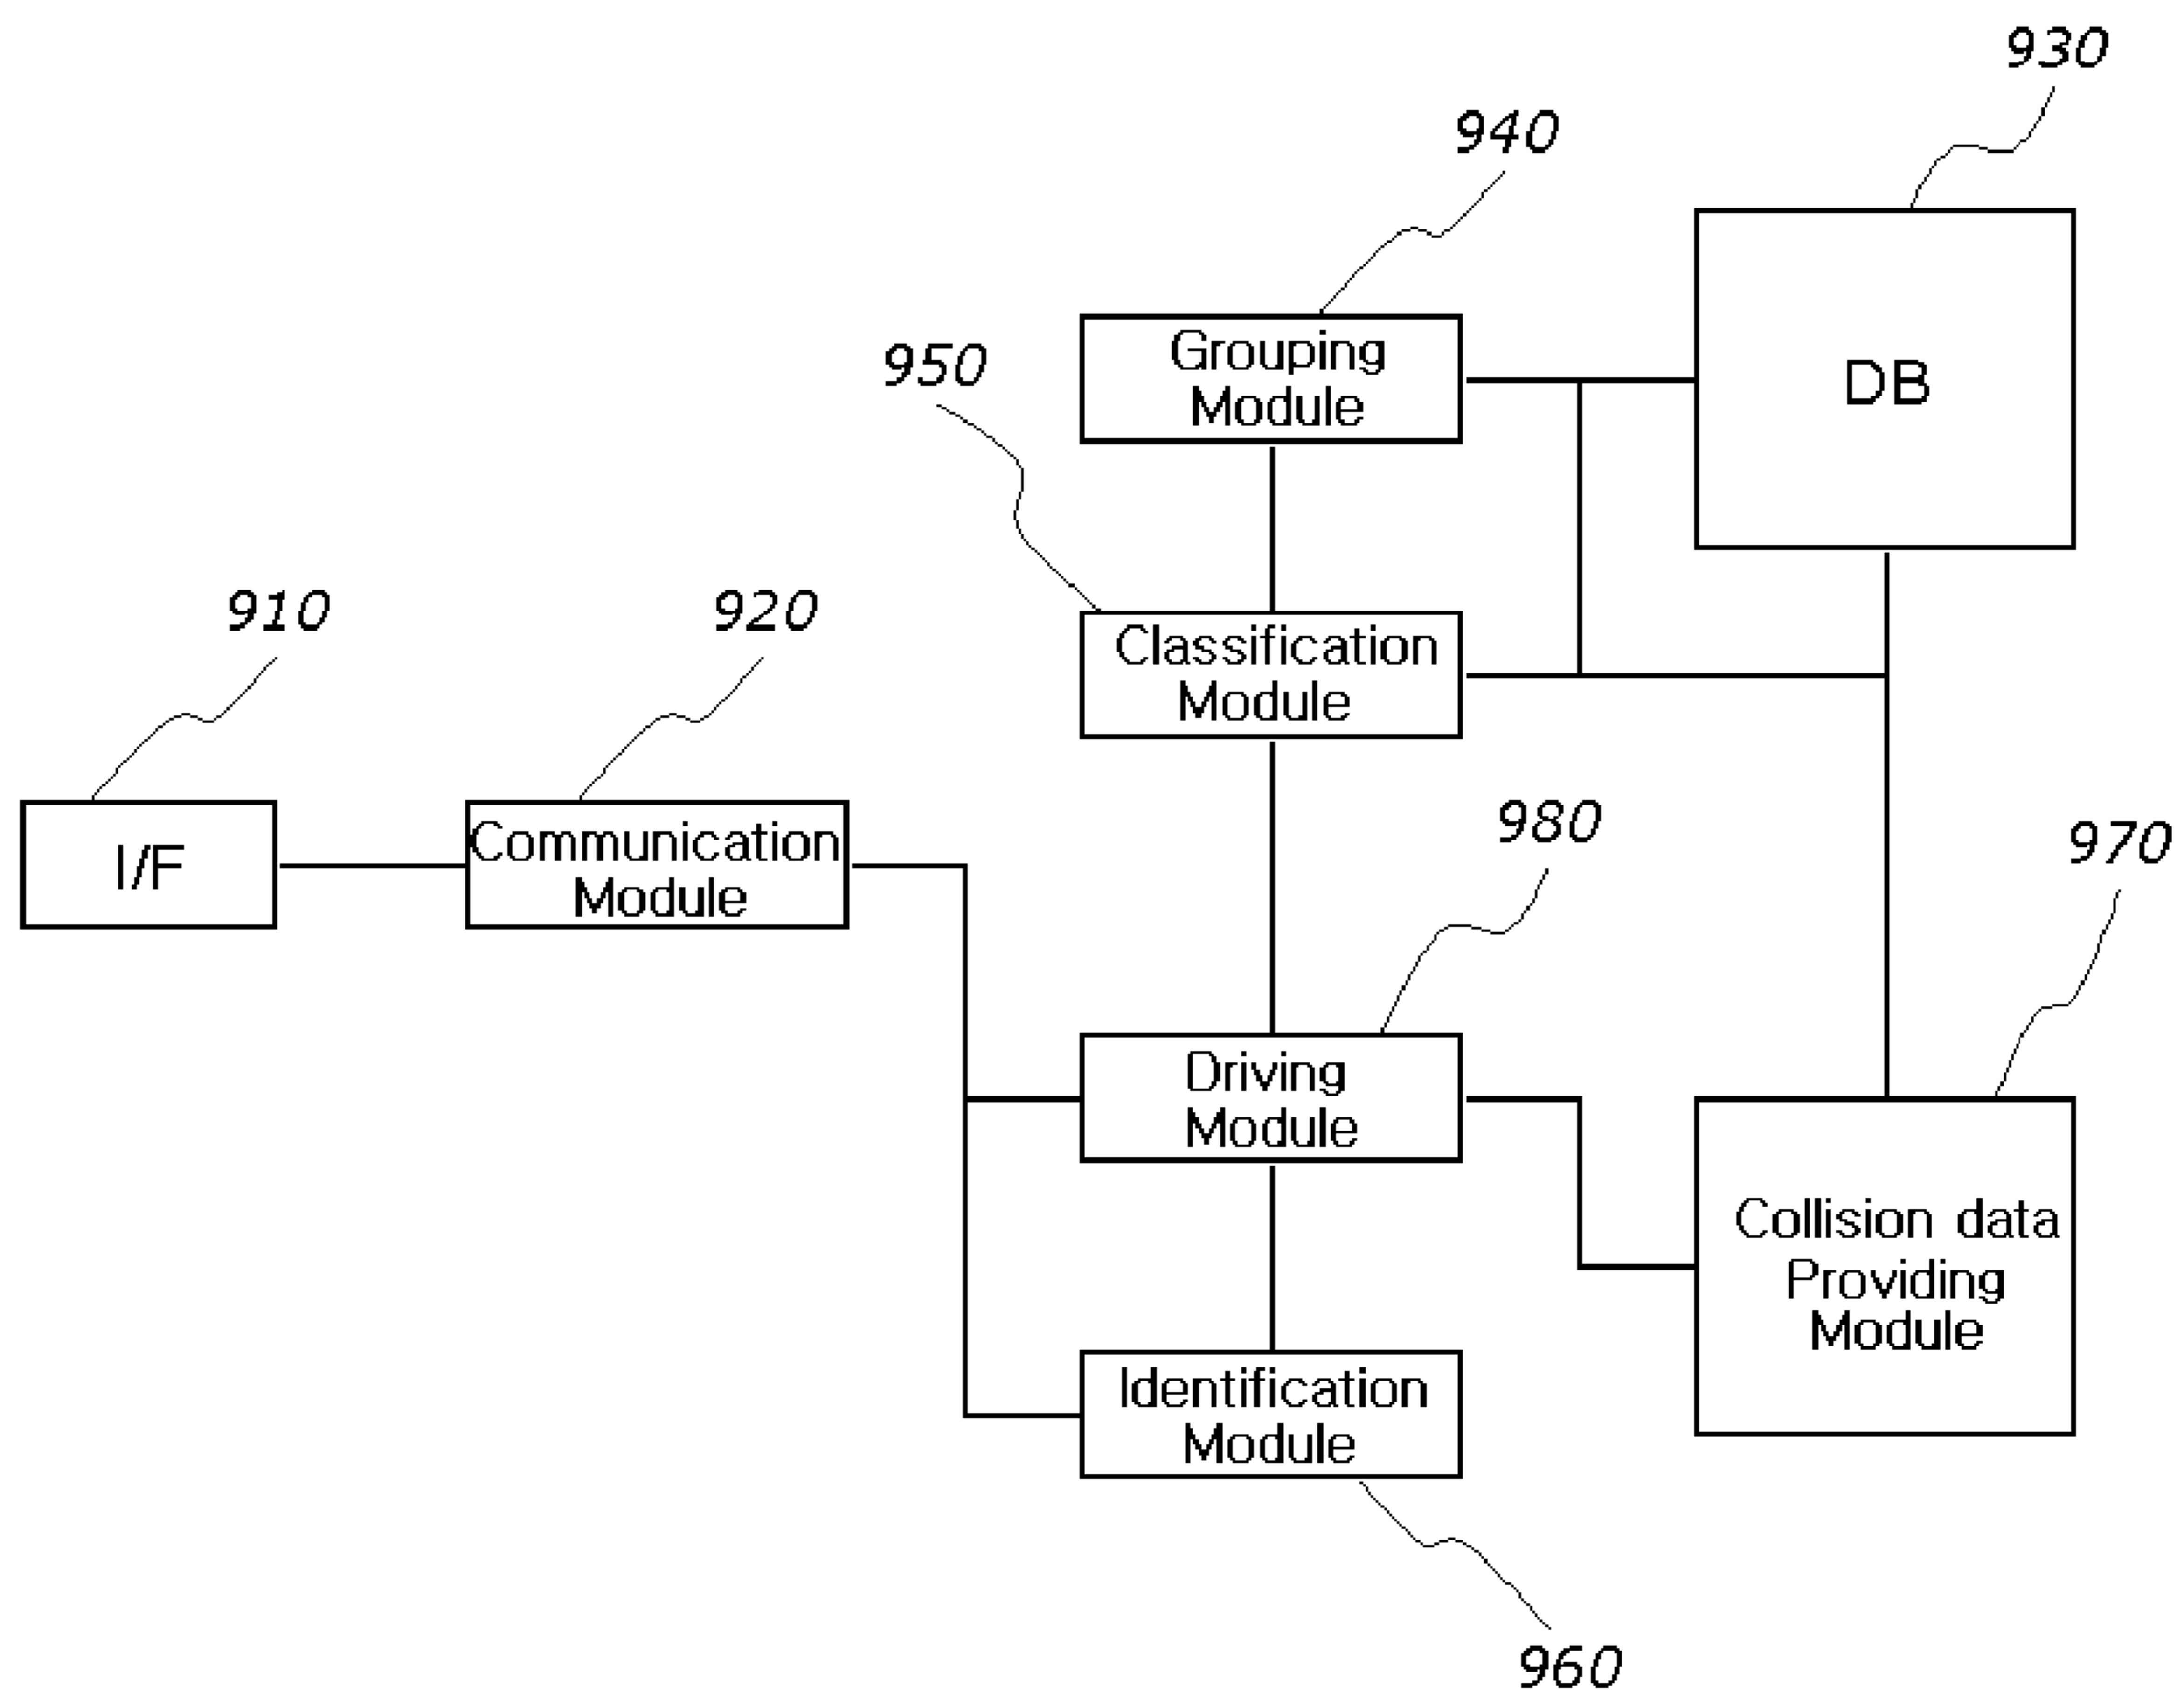 930
940
DB
Grouping
Module
950
Classification
Module
910
920
I/F
Communication
Module
980
970
Driving
Module
Collision data
Providing
Module
Identification
Module
960